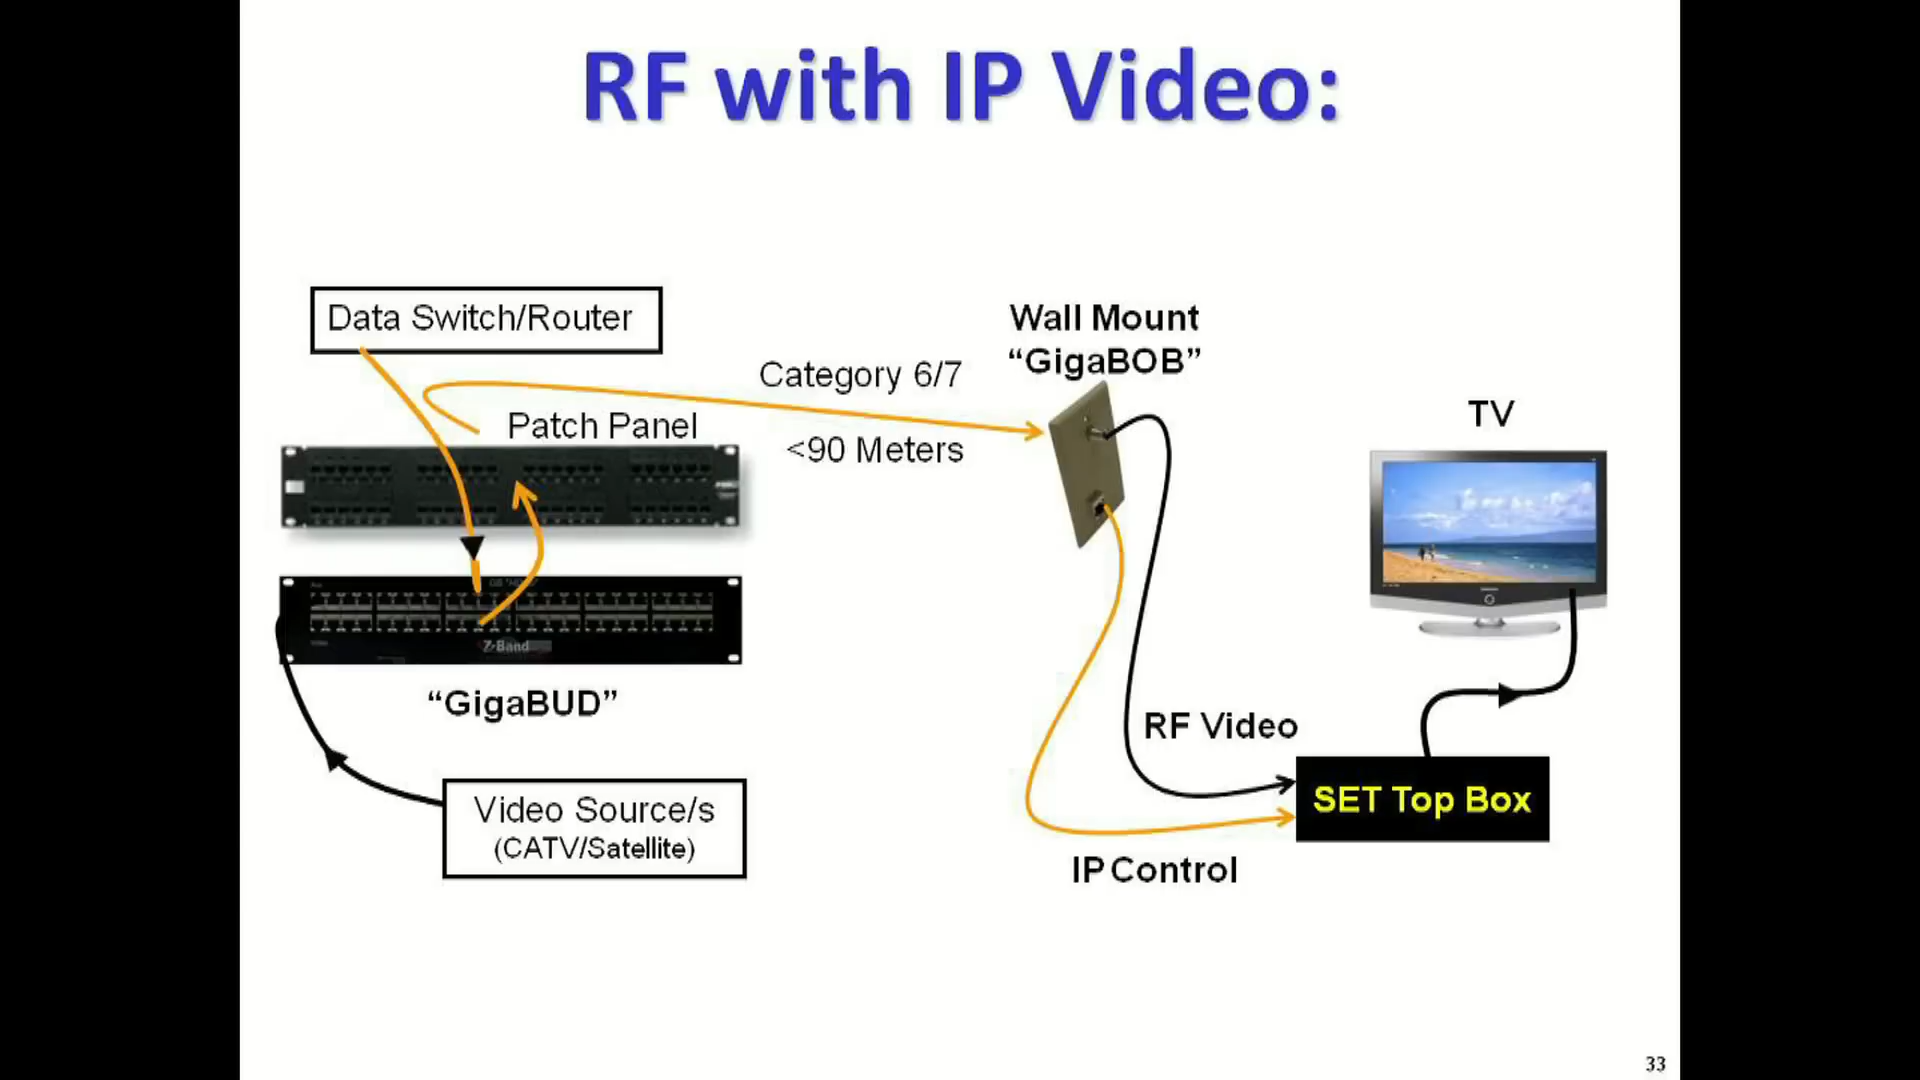 RF with IP Video:
Data Switch/Router
Category 6/7
<90 Meters
Patch Panel
Z-Band
“GigaBUD”
Video Source/s
(CATV/Satellite)
Wall Mount
“GigaBOB”
TV
RF Video
SET Top Box
IP Control
33